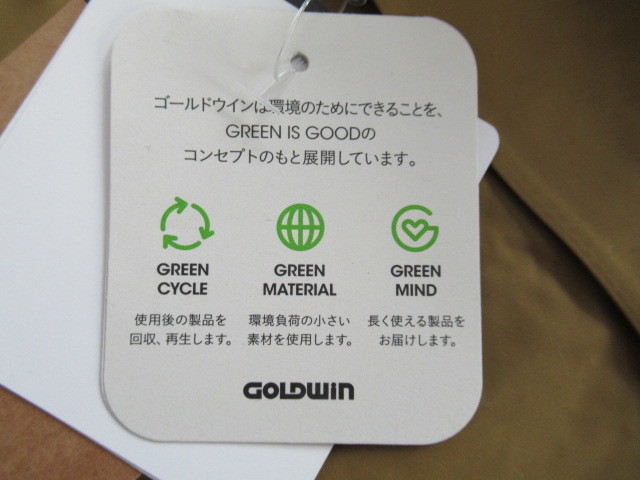 ゴールドウインは環境のためにできることを、
GREEN IS GOODの
コンセプトのもと展開しています。
GREEN
CYCLE
使用後の製品を
回収、再生します。
GREEN
MATERIAL
環境負荷の小さい
素材を使用します。
GREEN
MIND
長く使える製品を
お届けします。
GOLDWIN